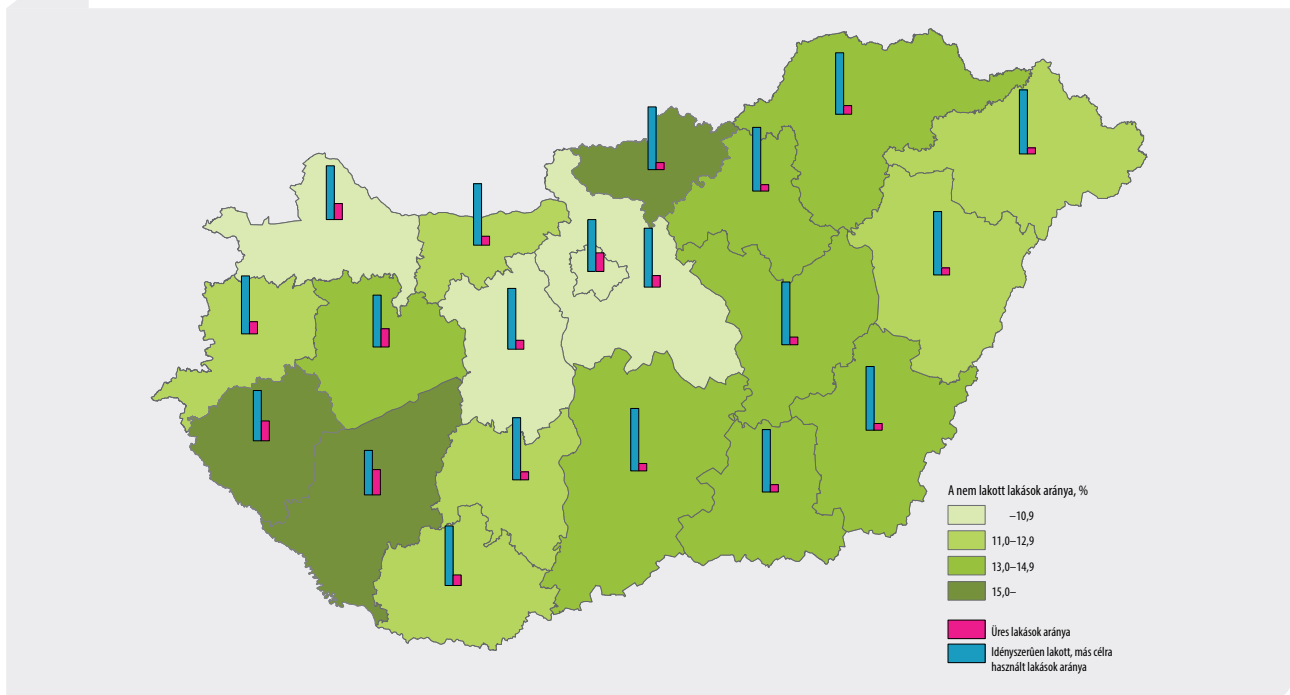 A nem lakott lakások aránya, %
–10,9
11,0–12,9
13,0–14,9
15,0–
Üres lakások aránya
Idényszerûen lakott, más célra
használt lakások aránya